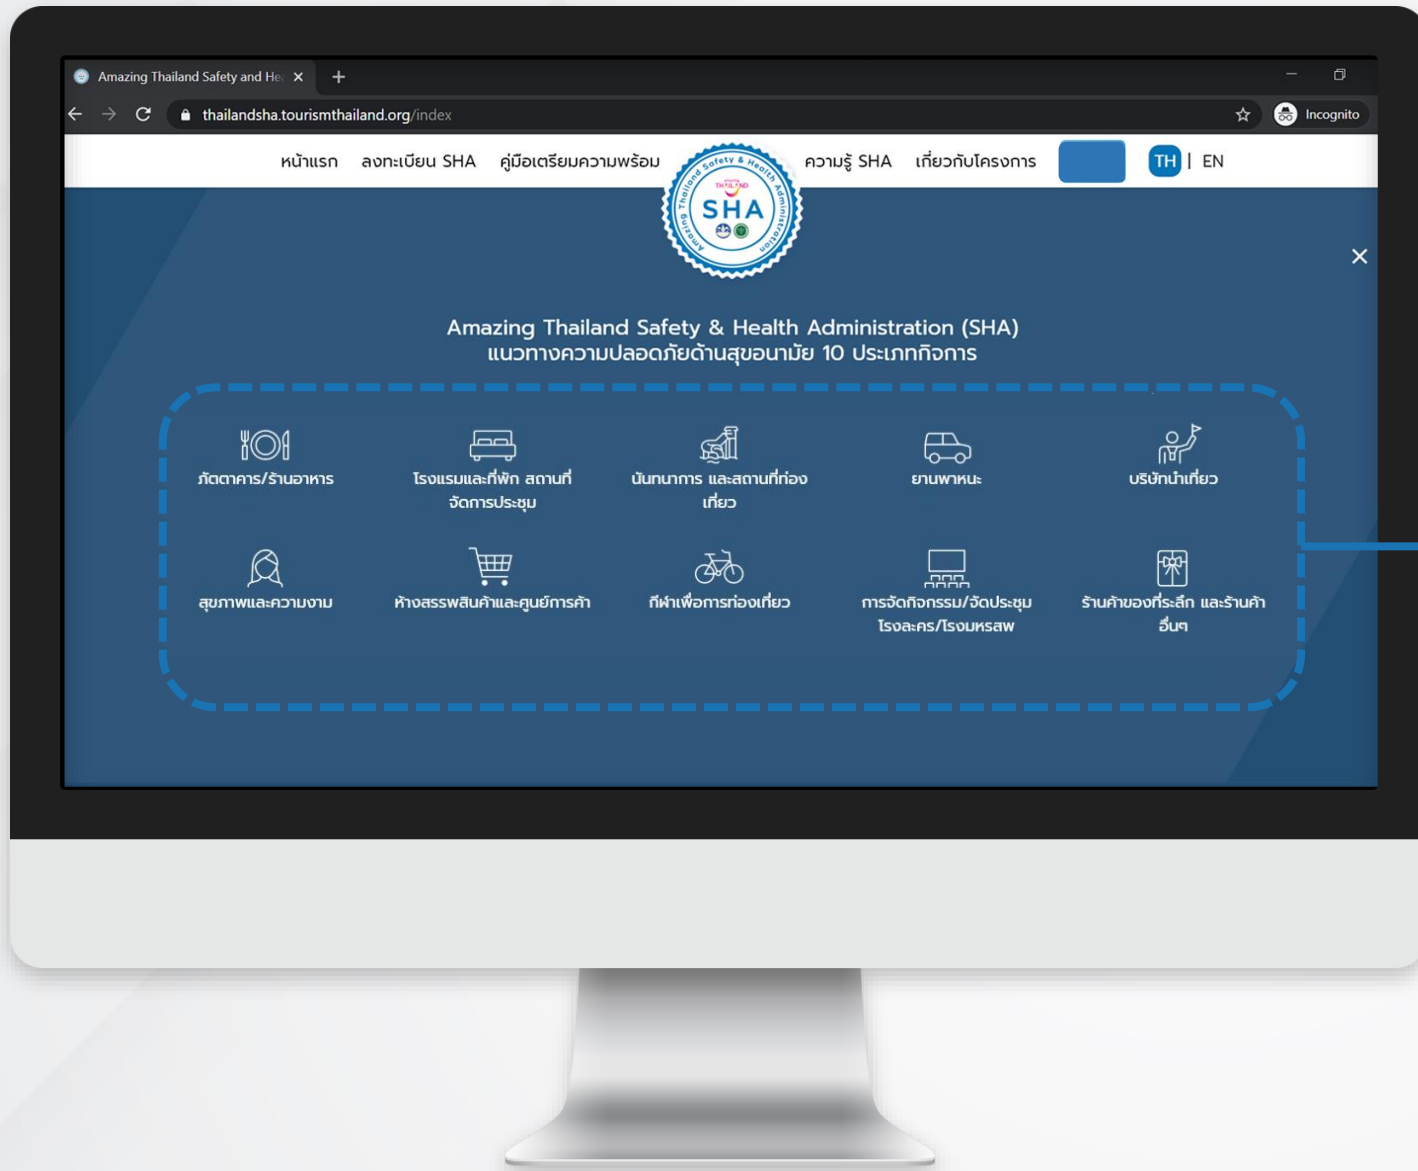 Amazing Thailand Safety and He
thailandsha.tourismthailand.org/index
Incognito
หน้าแรก ลงทะเบียน SHA คู่มือเตรียมความพร้อม ความรู้ SHA เกี่ยวกับโครงการ TH | EN
Amazing Thailand Safety & Health Administration
amazing
THAILAND
SHA
Amazing Thailand Safety & Health Administration (SHA)
แนวทางความปลอดภัยด้านสุขอนามัย 10 ประเภทกิจการ
ภัตตาคาร/ร้านอาหาร
โรงแรมและที่พัก สถานที่
จัดการประชุม
นันทนาการ และสถานที่ท่อง
เที่ยว
ยานพาหนะ
บริษัทนำเที่ยว
สุขภาพและความงาม
ห้างสรรพสินค้าและศูนย์การค้า
กีฬาเพื่อการท่องเที่ยว
การจัดกิจกรรม/จัดประชุม
โรงละคร/โรงมหรสพ
ร้านค้าของที่ระลึก และร้านค้า
อื่นๆ